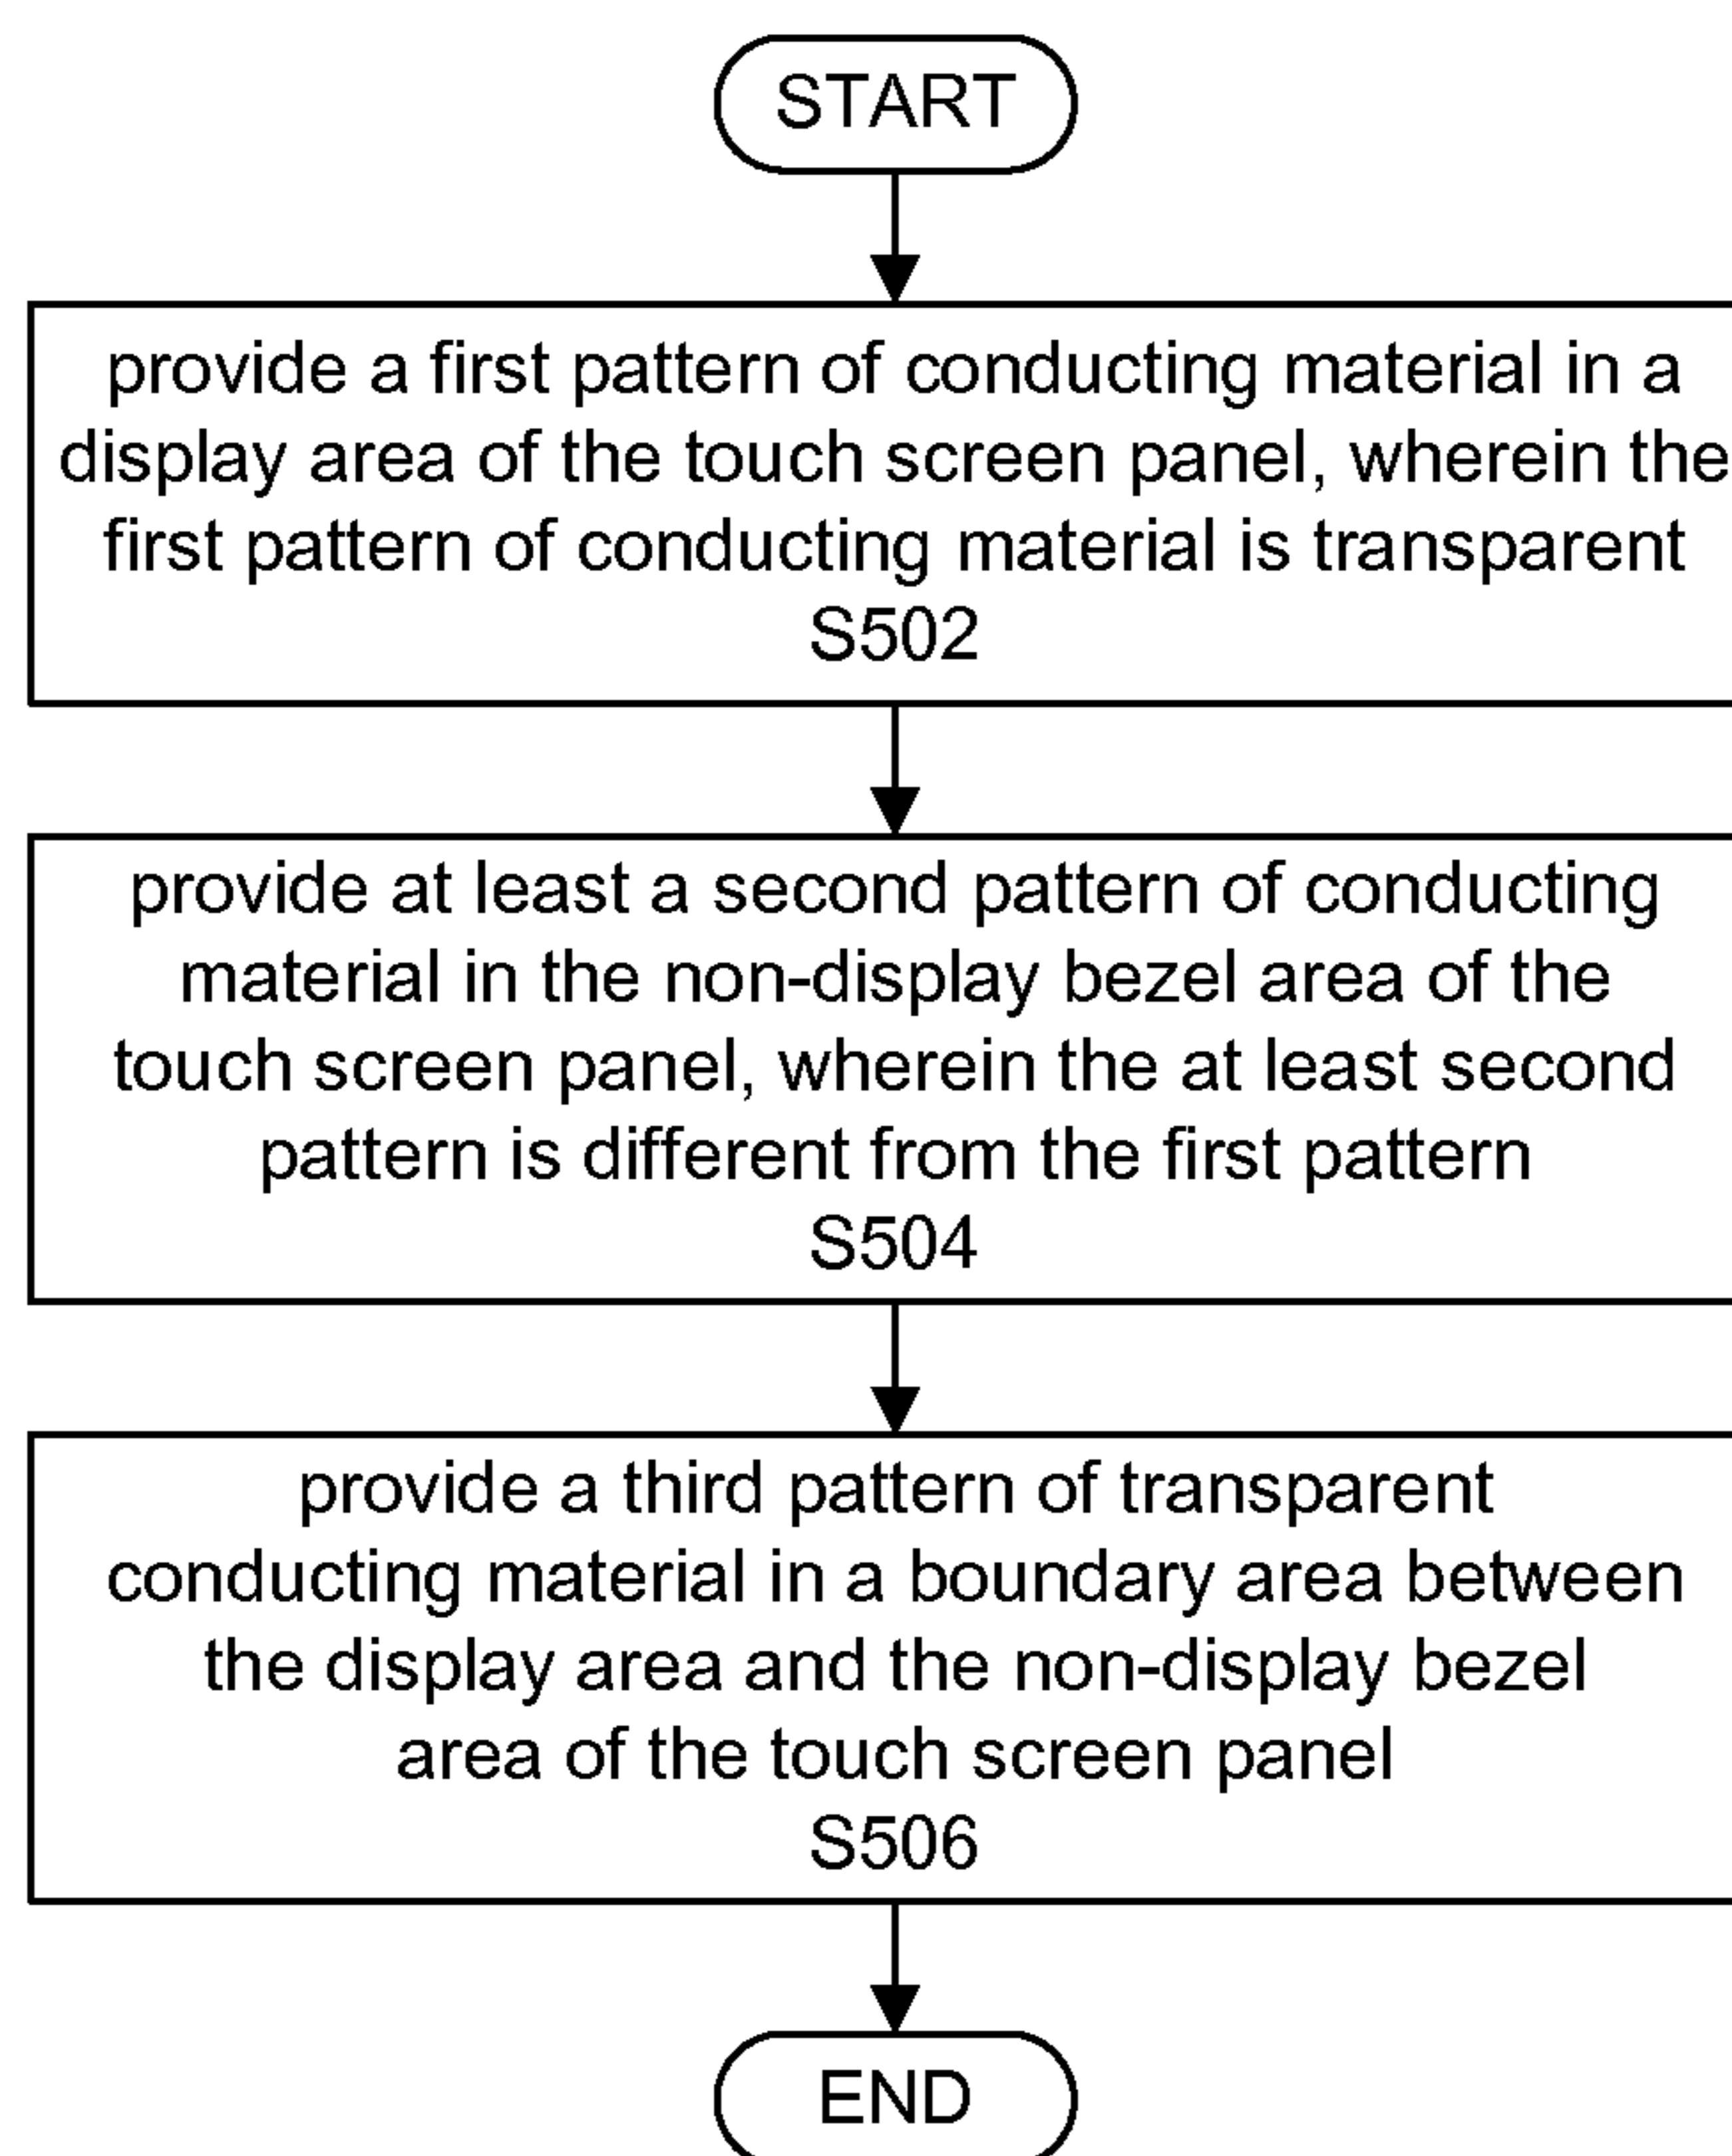 START
provide a first pattern of conducting material in a
display area of the touch screen panel, wherein the
first pattern of conducting material is transparent
S502
provide at least a second pattern of conducting
material in the non-display bezel area of the
touch screen panel, wherein the at least second
pattern is different from the first pattern
S504
provide a third pattern of transparent
conducting material in a boundary area between
the display area and the non-display bezel
area of the touch screen panel
S506
END